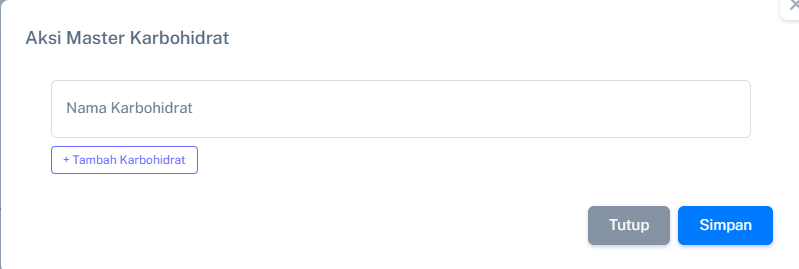 Aksi Master Karbohidrat
Nama Karbohidrat
+ Tambah Karbohidrat
Tutup Simpan